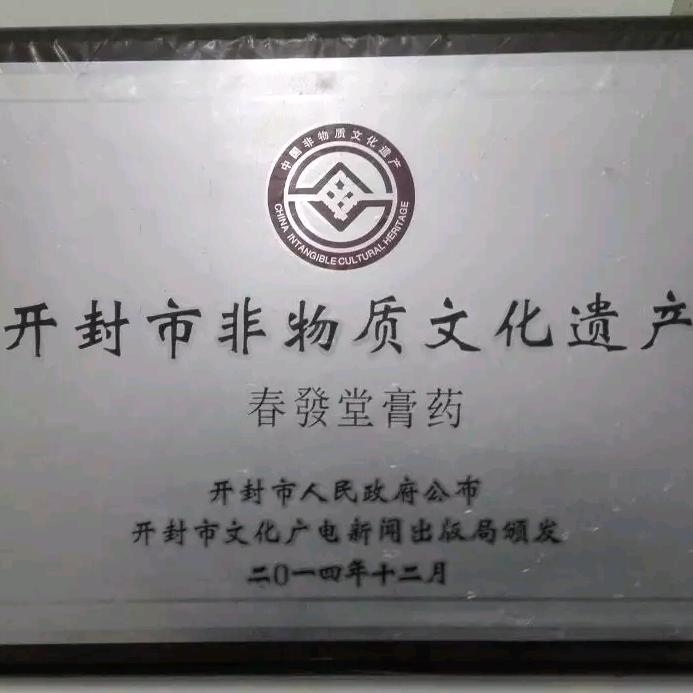 中国非物质文化遗产
CHINA INTANGIBLE CULTURAL HERITAGE
开封市非物质文化遗产
春發堂膏药
开封市人民政府公布
开封市文化广电新闻出版局颁发
二0一四年十二月